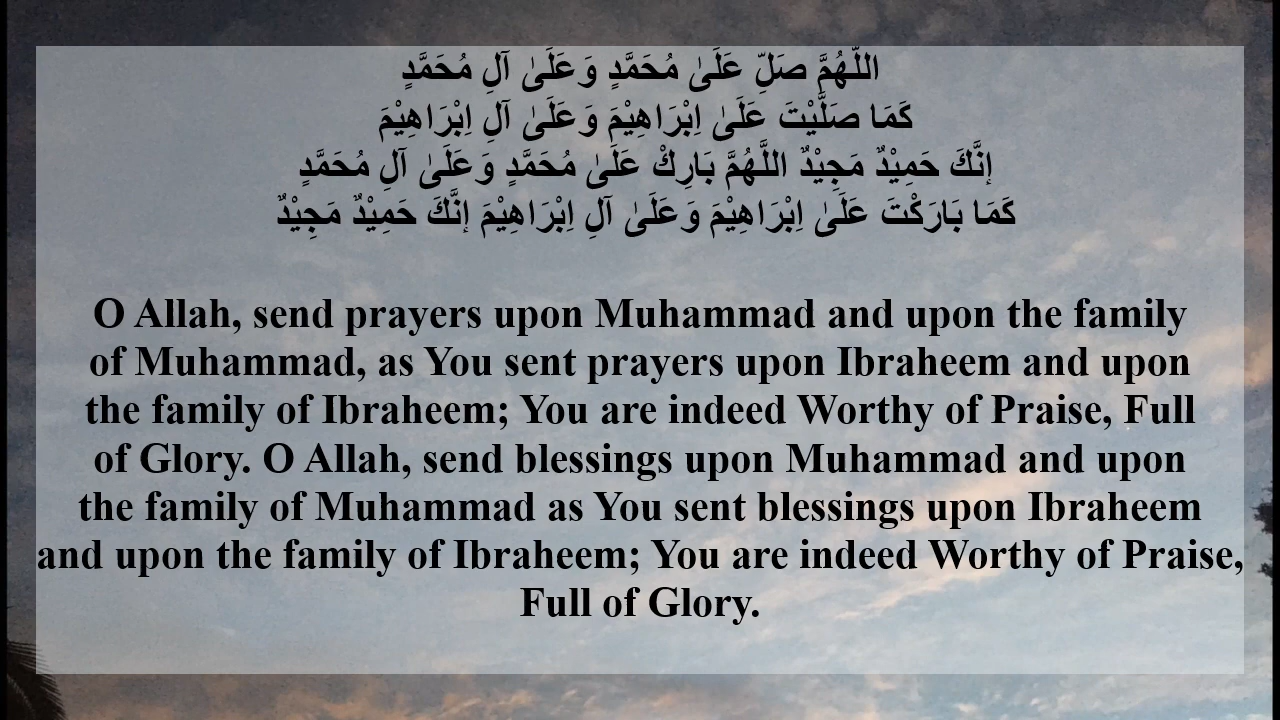 اللّٰهُمَّ صَلِّ عَلَىٰ مُحَمَّدٍ وَعَلَىٰ آلِ مُحَمَّدٍ
كَمَا صَلَّيْتَ عَلَىٰ اِبْرَاهِيْمَ وَعَلَىٰ آلِ اِبْرَاهِيْمَ
إنَّكَ حَمِيْدٌ مَجِيْدٌ اللَّهُمَّ بَارِكْ عَلىٰ مُحَمَّدٍ وَعَلَىٰ آلِ مُحَمَّدٍ
كَمَا بَارَكْتَ عَلَىٰ اِبْرَاهِيْمَ وَعَلَىٰ آلِ اِبْرَاهِيْمَ إنَّكَ حَمِيْدٌ مَجِيْدٌ
O Allah, send prayers upon Muhammad and upon the family
of Muhammad, as You sent prayers upon Ibraheem and upon
the family of Ibraheem; You are indeed Worthy of Praise, Full
of Glory. O Allah, send blessings upon Muhammad and upon
the family of Muhammad as You sent blessings upon Ibraheem
and upon the family of Ibraheem; You are indeed Worthy of Praise,
Full of Glory.